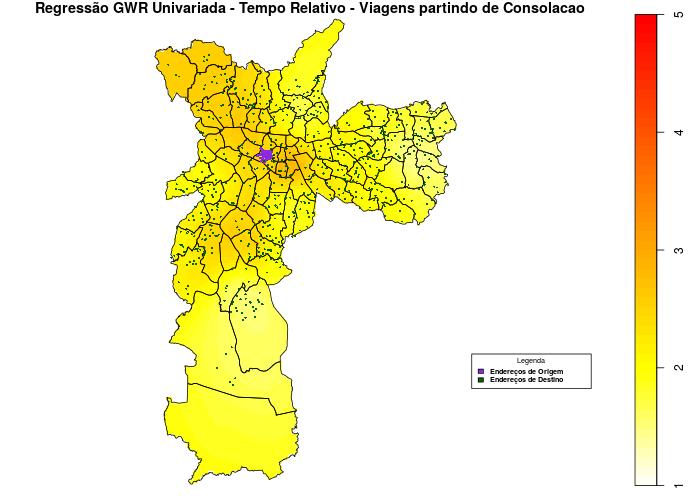 Regressão GWR Univariada - Tempo Relativo - Viagens partindo de Consolacao
5
4
3
2
1
Legenda
Endereços de Origem
Endereços de Destino